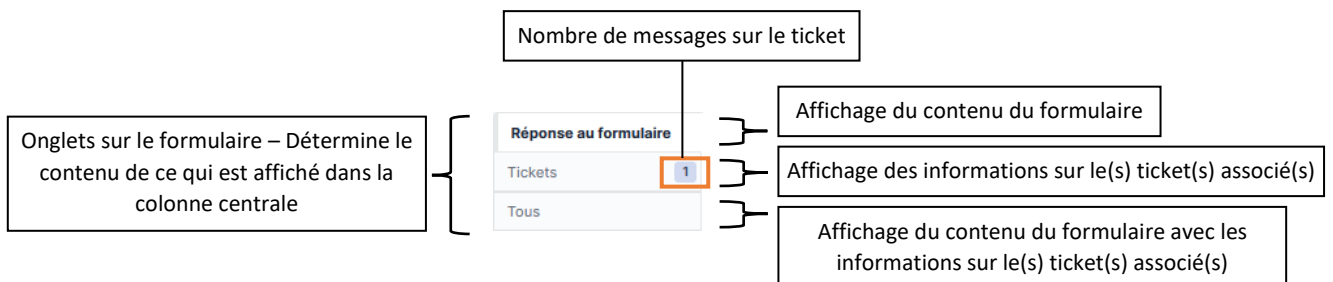 Nombre de messages sur le ticket
Onglets sur le formulaire – Détermine le
contenu de ce qui est affiché dans la
colonne centrale
Réponse au formulaire
Tickets 1
Tous
Affichage du contenu du formulaire
Affichage des informations sur le(s) ticket(s) associé(s)
Affichage du contenu du formulaire avec les
informations sur le(s) ticket(s) associé(s)